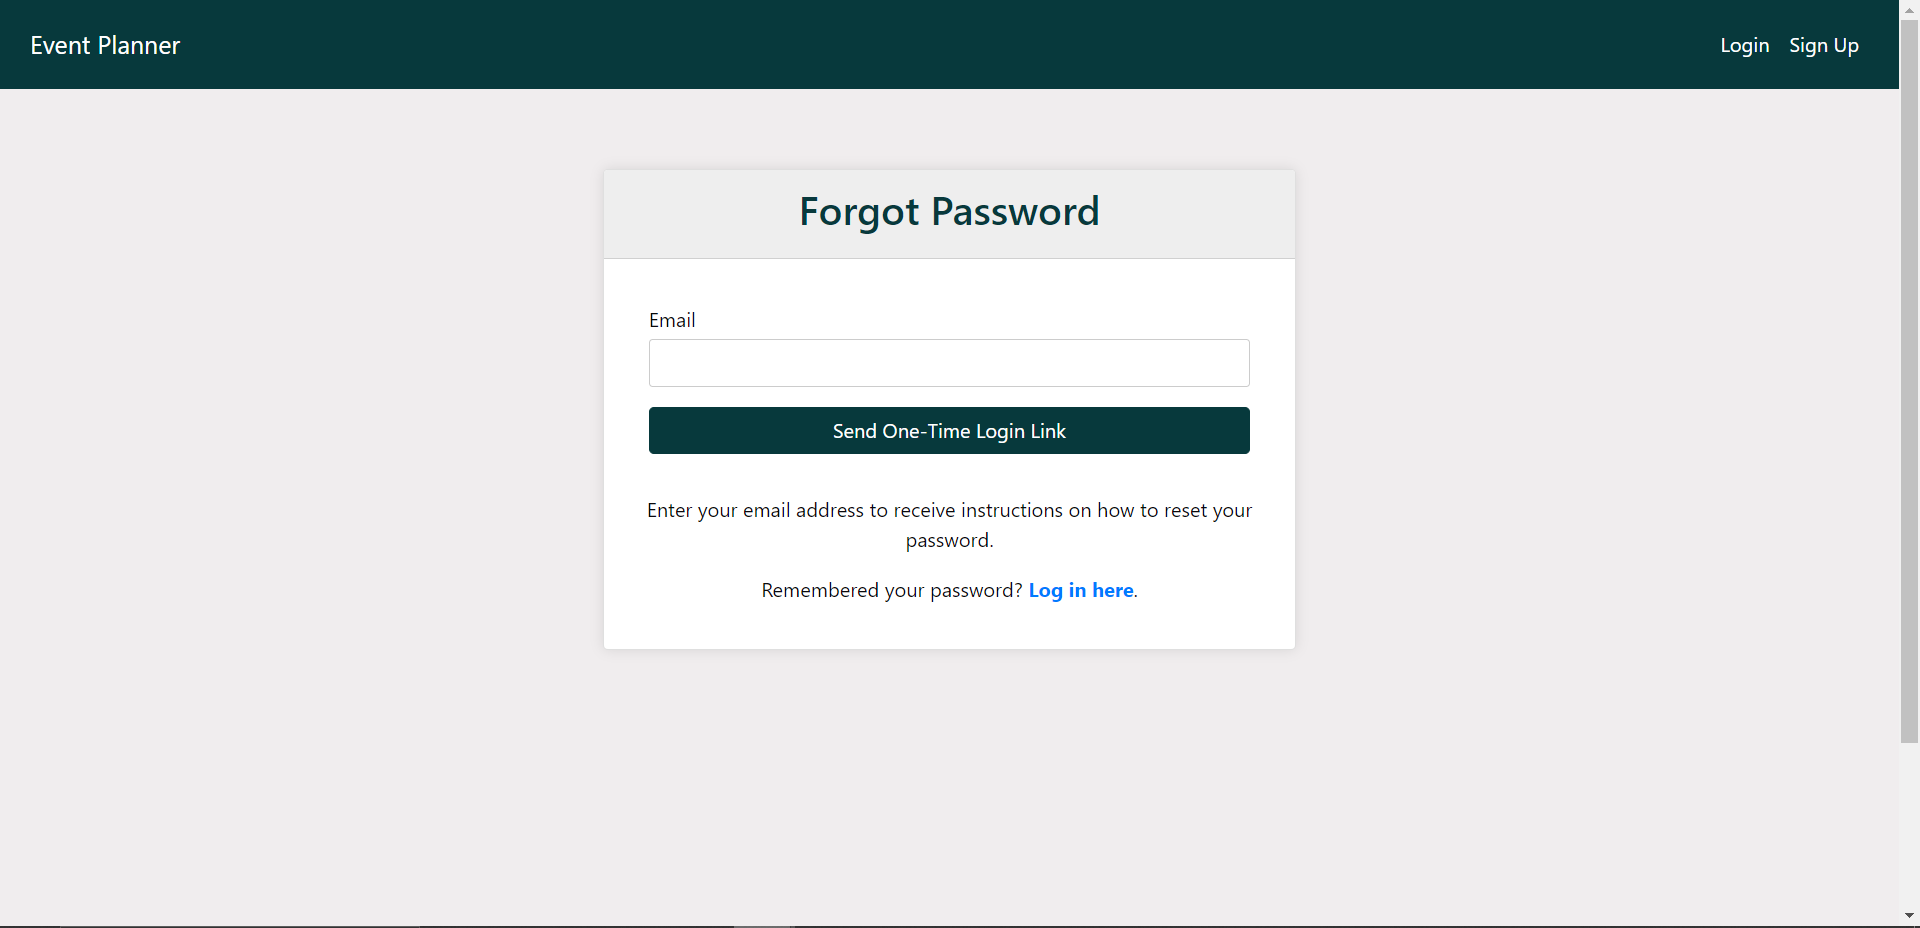 Event Planner
Login Sign Up
Forgot Password
Email
Send One-Time Login Link
Enter your email address to receive instructions on how to reset your
password.
Remembered your password? Log in here.